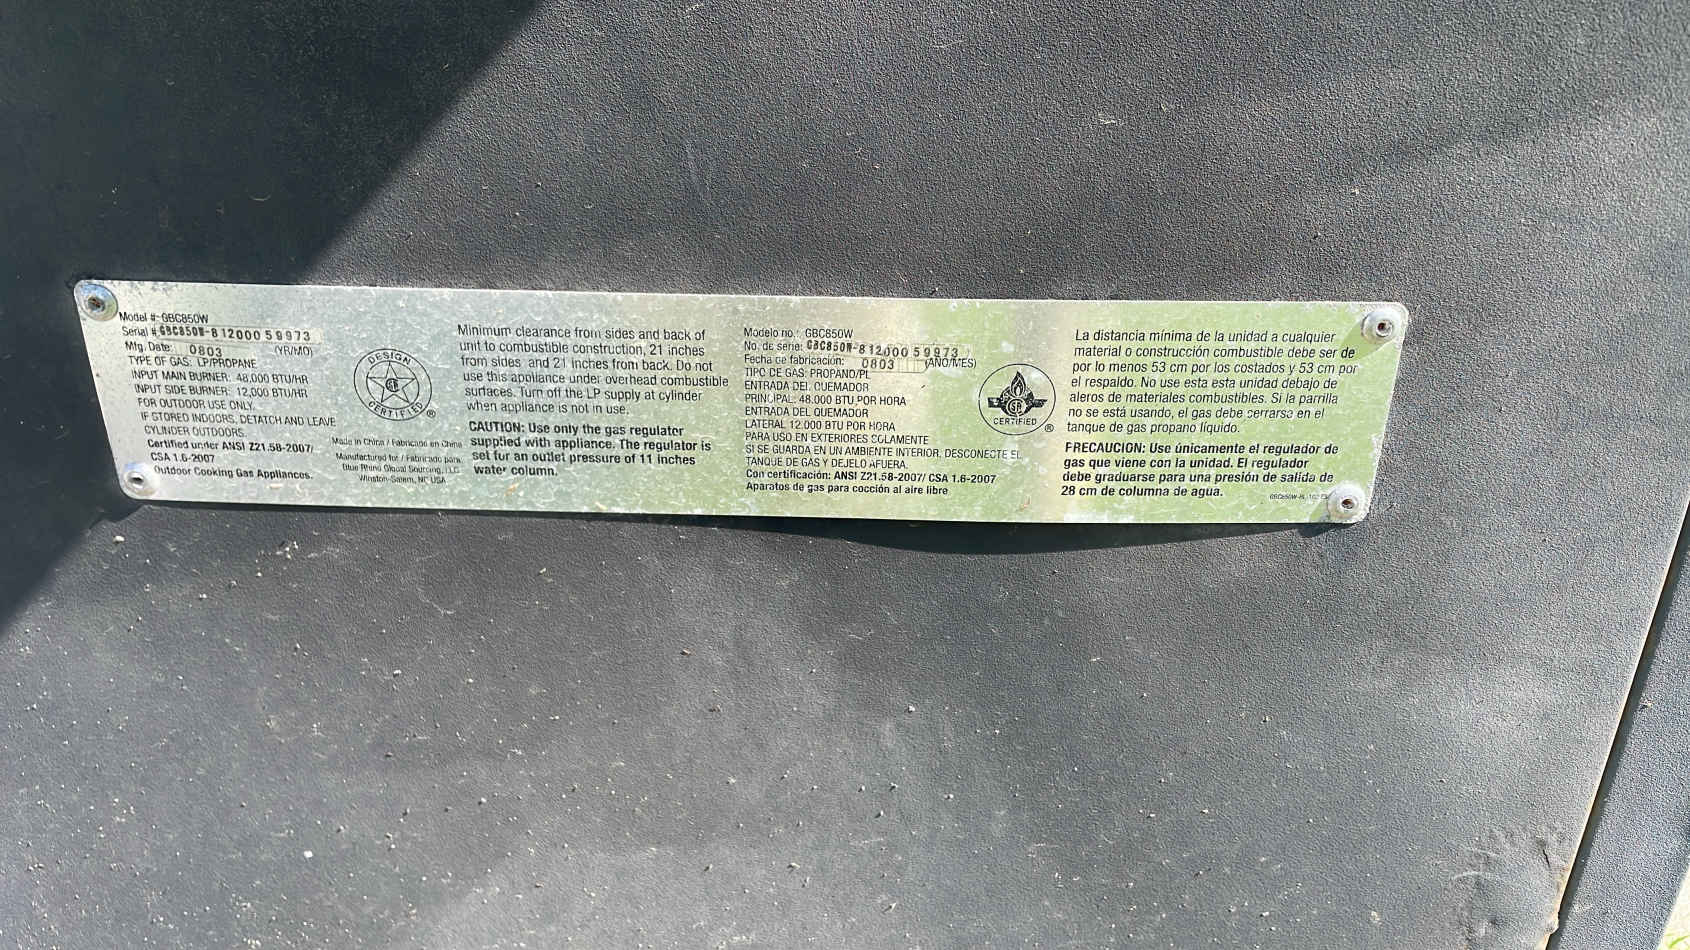 Model #: GBC850W
Serial # GBC850W-8120005 9973
Mfg. Date: 0803 (YR/MO)
TYPE OF GAS: LP/PROPANE
INPUT MAIN BURNER: 48,000 BTU/HR
INPUT SIDE BURNER: 12,000 BTU/HR
FOR OUTDOOR USE ONLY.
IF STORED INDOORS, DETATCH AND LEAVE
CYLINDER OUTDOORS.
Certified under ANSI Z21.58-2007/
CSA 1.6-2007
Outdoor Cooking Gas Appliances.
DESIGN
CERTIFIED
®
Made in China / Fabricado en China
Manufactured for / Fabricado para
Blue Rhino Global Sourcing, LLC
Winston-Salem, NC USA
Minimum clearance from sides and back of
unit to combustible construction, 21 inches
from sides and 21 inches from back. Do not
use this appliance under overhead combustible
surfaces. Turn off the LP supply at cylinder
when appliance is not in use.
CAUTION: Use only the gas regulater
supplied with appliance. The regulator is
set for an outlet pressure of 11 inches
water column.
Modelo no.: GBC850W
No. de serie: GBC850W-8120005 9973
Fecha de fabricación: 0803 (AÑO/MES)
TIPO DE GAS: PROPANO/PL
ENTRADA DEL QUEMADOR
PRINCIPAL: 48.000 BTU POR HORA
ENTRADA DEL QUEMADOR
LATERAL 12.000 BTU POR HORA
PARA USO EN EXTERIORES SOLAMENTE
SI SE GUARDA EN UN AMBIENTE INTERIOR, DESCONECTE EL
TANQUE DE GAS Y DEJELO AFUERA.
Con certificación: ANSI Z21.58-2007/ CSA 1.6-2007
Aparatos de gas para cocción al aire libre
CERTIFIED
®
La distancia mínima de la unidad a cualquier
material o construcción combustible debe ser de
por lo menos 53 cm por los costados y 53 cm por
el respaldo. No use esta esta unidad debajo de
aleros de materiales combustibles. Si la parrilla
no se está usando, el gas debe cerrarse en el
tanque de gas propano líquido.
PRECAUCION: Use únicamente el regulador de
gas que viene con la unidad. El regulador
debe graduarse para una presión de salida de
28 cm de columna de agua.